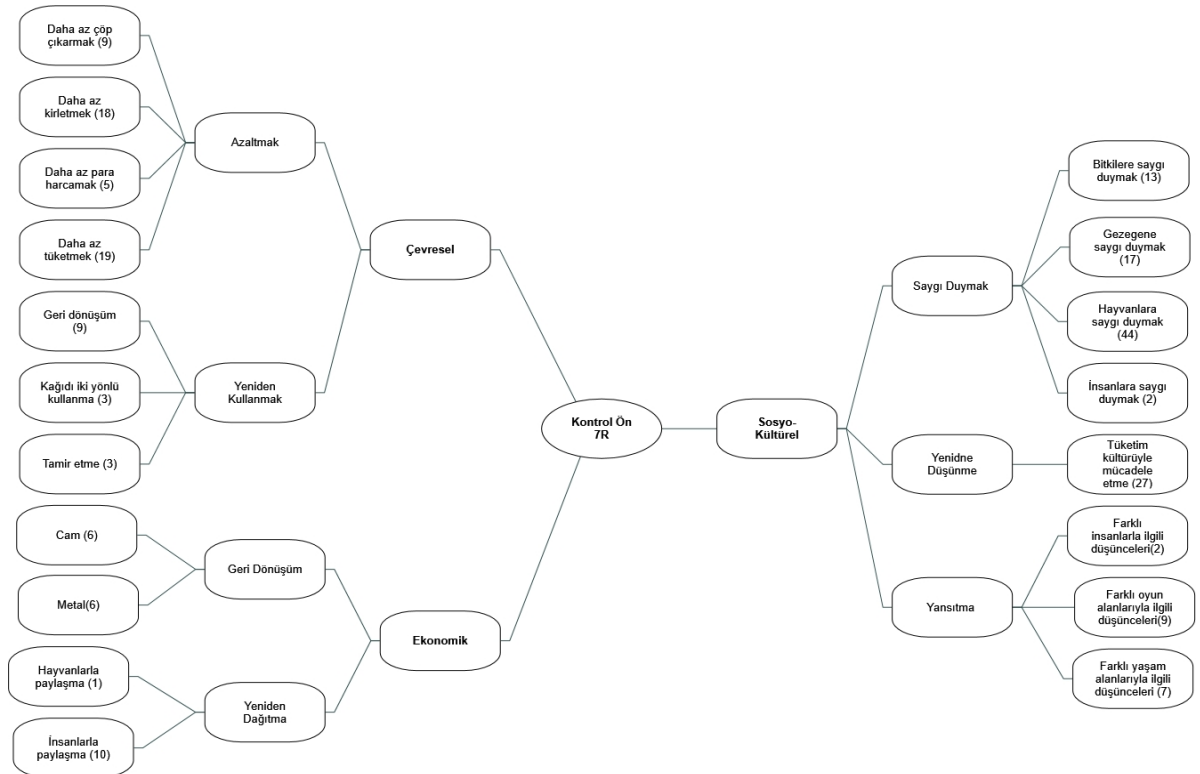 Daha az çöp
çıkarmak (9)
Daha az
kirletmek (18)
Daha az para
harcamak (5)
Daha az
tüketmek (19)
Azaltmak
Geri dönüşüm
(9)
Kağıdı iki yönlü
kullanma (3)
Tamir etme (3)
Yeniden
Kullanmak
Çevresel
Cam (6)
Metal(6)
Geri Dönüşüm
Hayvanlarla
paylaşma (1)
İnsanlarla
paylaşma (10)
Yeniden
Dağıtma
Ekonomik
Kontrol Ön
7R
Sosyo-
Kültürel
Saygı Duymak
Bitkilere saygı
duymak (13)
Gezegene
saygı duymak
(17)
Hayvanlara
saygı duymak
(44)
İnsanlara saygı
duymak (2)
Yenidne
Düşünme
Tüketim
kültürüyle
mücadele
etme (27)
Yansıtma
Farklı
insanlarla ilgili
düşünceleri(2)
Farklı oyun
alanlarıyla ilgili
düşünceleri(9)
Farklı yaşam
alanlarıyla ilgili
düşünceleri (7)